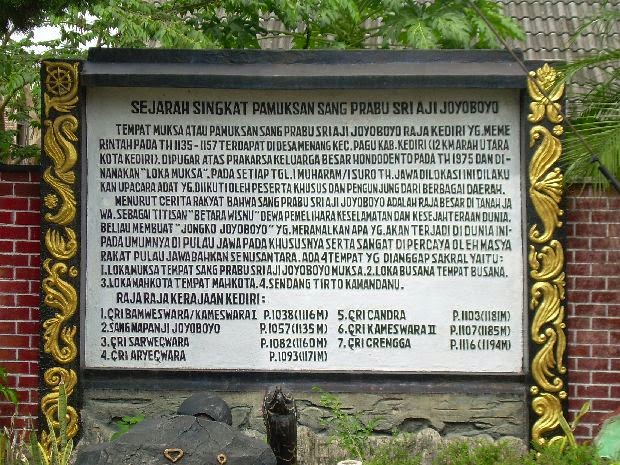 SEJARAH SINGKAT PAMUKSAN SANG PRABU SRI AJI JOYOBOYO
TEMPAT MUKSA ATAU PAMUKSAN SANG PRABU SRI AJI JOYOBOYO RAJA KEDIRI YG. MEME
RINTAH PADA TH 1135 - 1157 TERDAPAT DI DESA MENANG KEC. PAGU KAB. KEDIRI (12 KM ARAH UTARA
KOTA KEDIRI). DIPUGAR ATAS PRAKARSA KELUARGA BESAR HONDODENTO PADA TH 1975 DAN DI-
NANAKAN "LOKA MUKSA". PADA SETIAP TGL. 1 MUHARAM/ISURO TH. JAWA DILOKASI INI DILAKU
KAN UPACARA ADAT YG. DIIKUTI OLEH PESERTA KHUSUS DAN PENGUNJUNG DARI BERBAGAI DAERAH.
MENURUT CERITA RAKYAT BAHWA SANG PRABU SRI AJI JOYOBOYO ADALAH RAJA BESAR DI TANAH JA
WA. SEBAGAI TITISAN "BETARA WISNU" DEWA PEMELIHARA KESELAMATAN DAN KESEJAHTERAAN DUNIA.
BELIAU MEMBUAT "JONGKO JOYOBOYO" YG. MERAMALKAN APA YG. AKAN TERJADI DI DUNIA INI-
PADA UMUMNYA DI PULAU JAWA PADA KHUSUSNYA SERTA SANGAT DI PERCAYA OLEH MASYA
RAKAT PULAU JAWA BAHKAN SENUSANTARA. ADA 4 TEMPAT YG DIANGGAP SAKRAL YAITU:
1. LOKA MUKSA TEMPAT SANG PRABU SRI AJI JOYOBOYO MUKSA. 2. LOKA BUSANA TEMPAT BUSANA.
3. LOKA MAHKOTA TEMPAT MAHKOTA. 4. SENDANG TIRTO KAMANDANU.
RAJA RAJA KERAJAAN KEDIRI:
1. ÇRI BAMWESWARA/KAMESWARA I P.1038 (1116 M)
2. SANG MAPANJI JOYOBOYO P.1057 (1135 M)
3. ÇRI SARWEÇWARA P.1082 (1160 M)
4. ÇRI ARYEÇWARA P.1093 (1171 M)
5. ÇRI CANDRA P.1103 (1181 M)
6. ÇRI KAMESWARA II P.1107 (1185 M)
7. ÇRI CRENGGA P.1116 (1194 M)